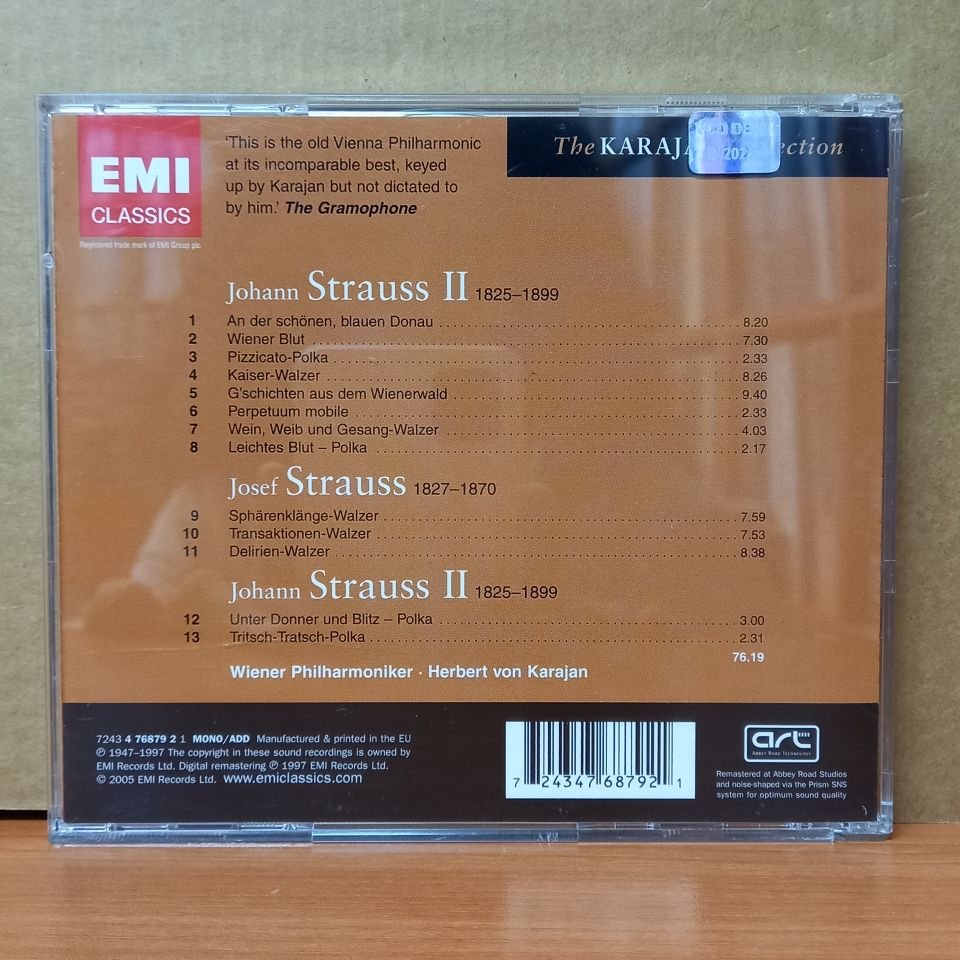 EMI
CLASSICS
Registered trade mark of EMI Group plc
'This is the old Vienna Philharmonic
at its incomparable best, keyed
up by Karajan but not dictated to
by him.' The Gramophone
The
Johann Strauss II 1825–1899
1 An der schönen, blauen Donau 8.20
2 Wiener Blut 7.30
3 Pizzicato-Polka 2.33
4 Kaiser-Walzer 8.26
5 G'schichten aus dem Wienerwald 9.40
6 Perpetuum mobile 2.33
7 Wein, Weib und Gesang-Walzer 4.03
8 Leichtes Blut – Polka 2.17
Josef Strauss 1827–1870
9 Sphärenklänge-Walzer 7.59
10 Transaktionen-Walzer 7.53
11 Delirien-Walzer 8.38
Johann Strauss II 1825–1899
12 Unter Donner und Blitz – Polka 3.00
13 Tritsch-Tratsch-Polka 2.31
76.19
Wiener Philharmoniker · Herbert von Karajan
7243 4 76879 2 1 MONO/ADD Manufactured & printed in the EU
℗ 1947–1997 The copyright in these sound recordings is owned by
EMI Records Ltd. Digital remastering ℗ 1997 EMI Records Ltd.
© 2005 EMI Records Ltd. www.emiclassics.com
7 24347 68792 1
art
ABBEY ROAD TECHNOLOGY
Remastered at Abbey Road Studios
and noise-shaped via the Prism SNS
system for optimum sound quality